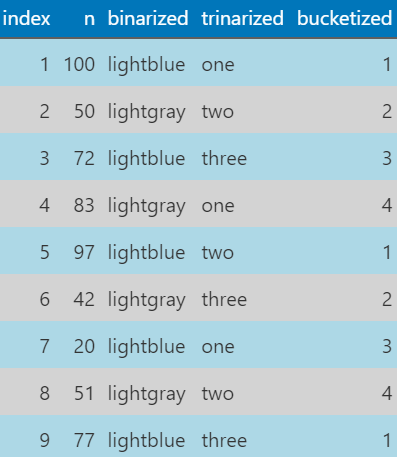 index n binarized trinarized bucketized
1 100 lightblue one 1
2 50 lightgray two 2
3 72 lightblue three 3
4 83 lightgray one 4
5 97 lightblue two 1
6 42 lightgray three 2
7 20 lightblue one 3
8 51 lightgray two 4
9 77 lightblue three 1